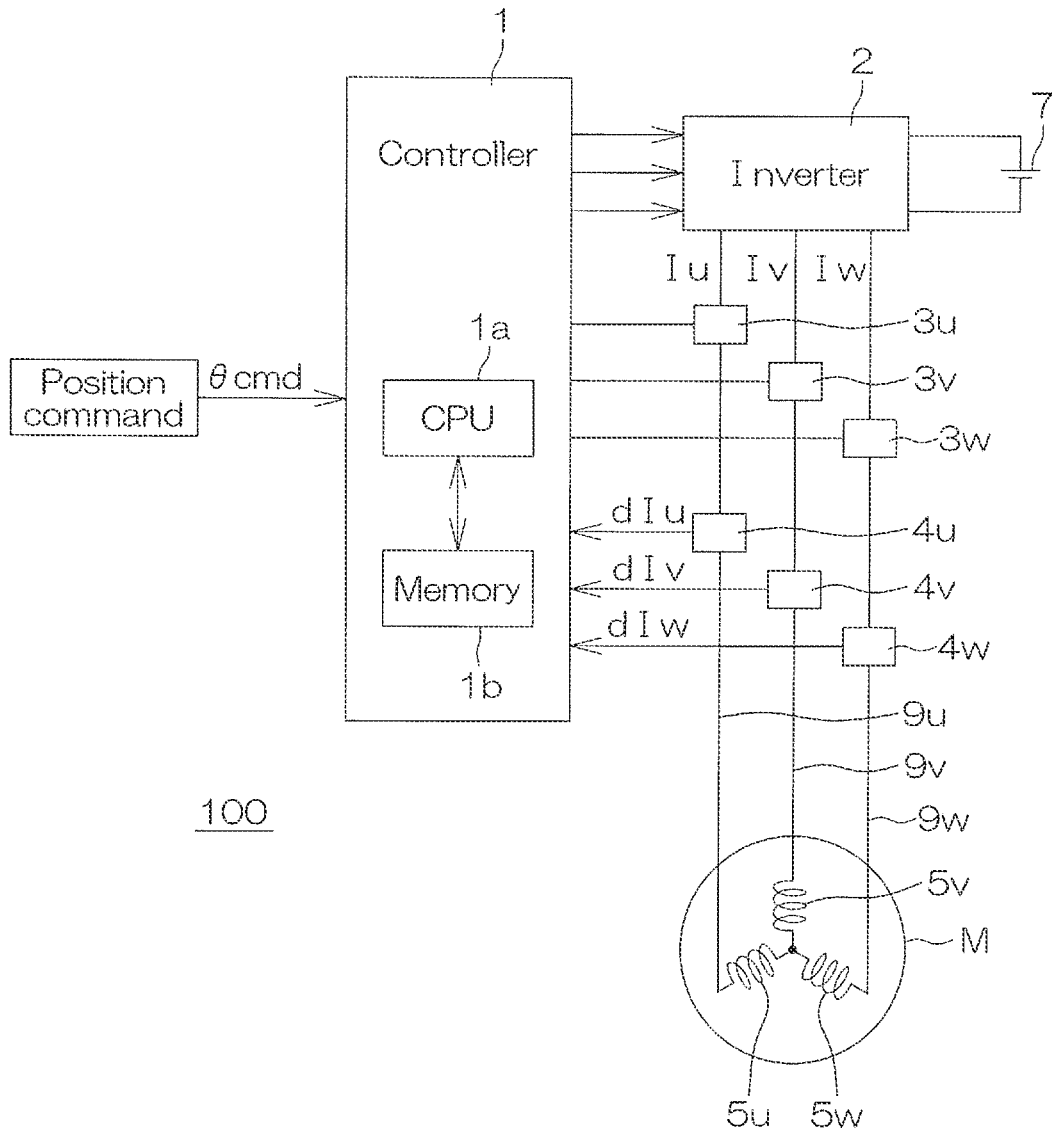 1
2
7
Controller
Inverter
Iu
Iv
Iw
3u
1a
3v
Position
command
θcmd
CPU
3w
dIu
4u
dIv
4v
Memory
dIw
4w
1b
9u
9v
100
9w
5v
M
5u
5w